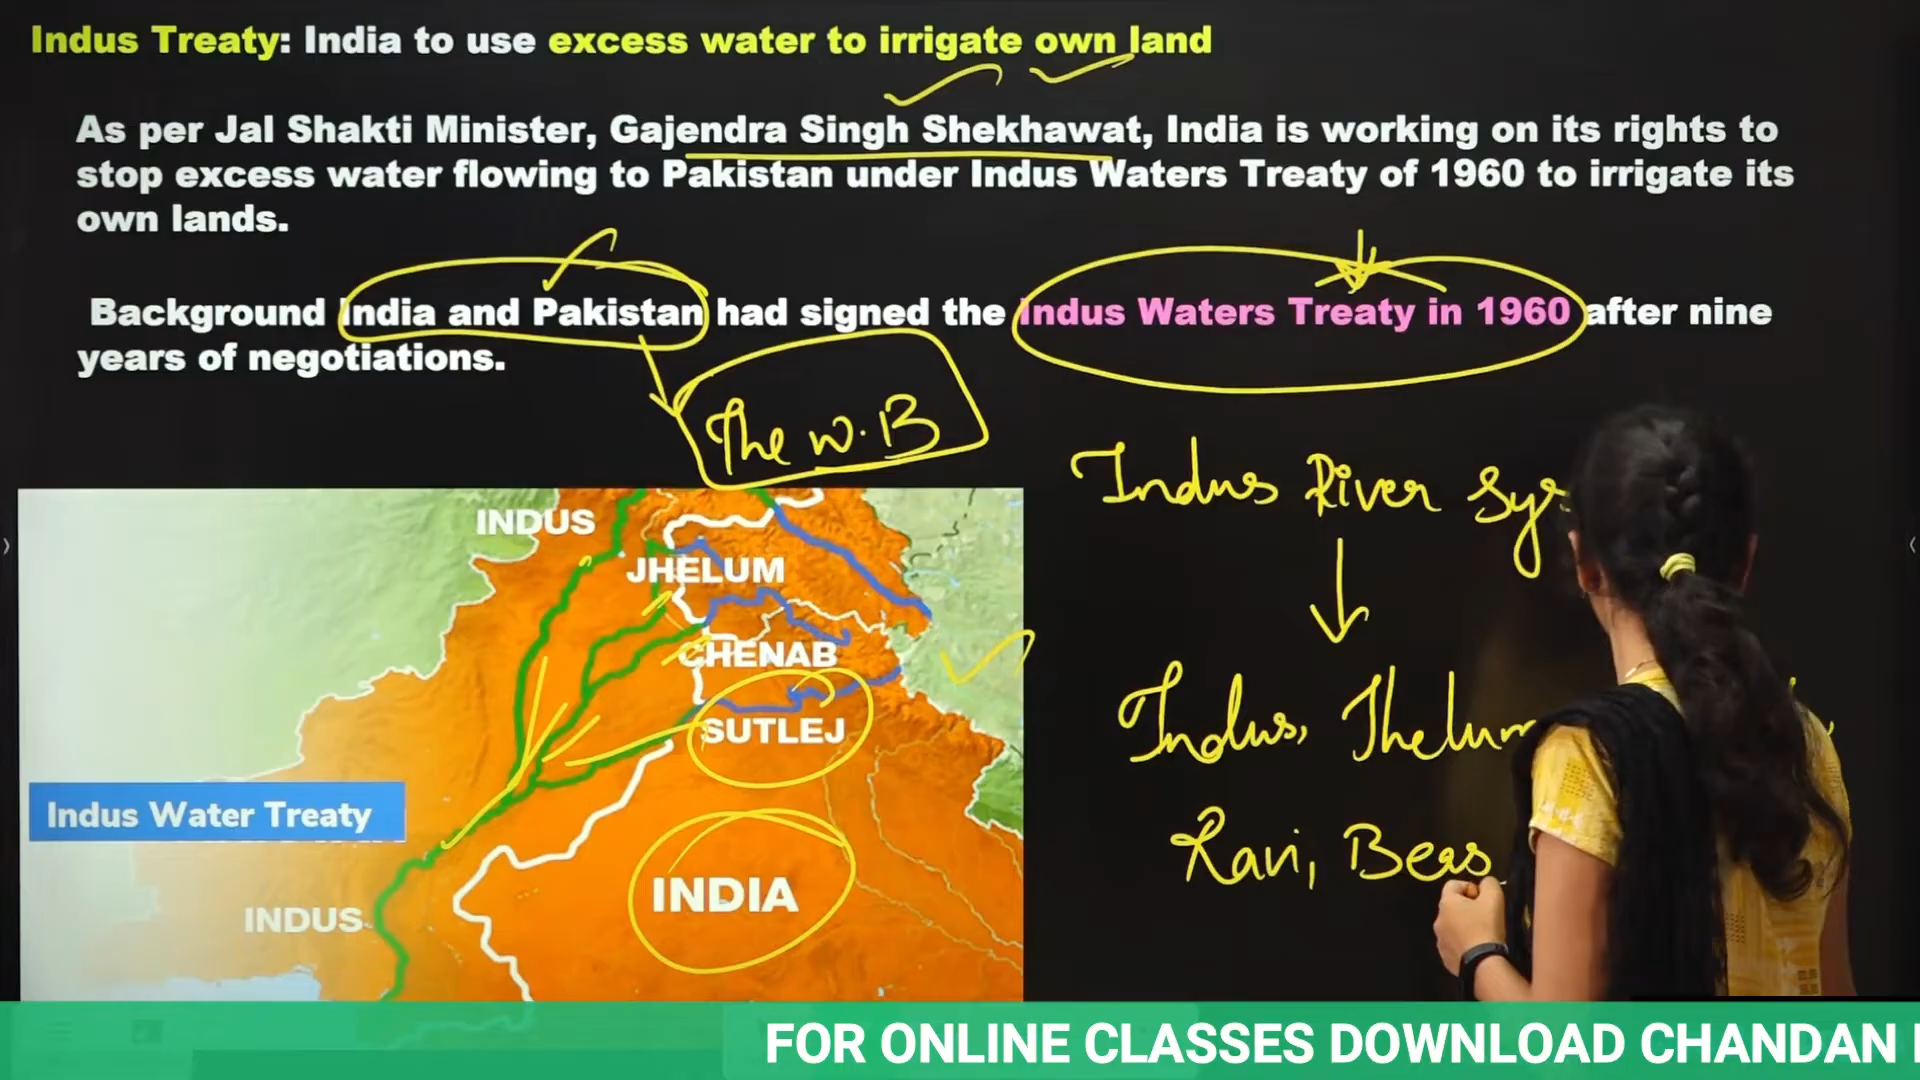 Indus Treaty: India to use excess water to irrigate own land
As per Jal Shakti Minister, Gajendra Singh Shekhawat, India is working on its rights to
stop excess water flowing to Pakistan under Indus Waters Treaty of 1960 to irrigate its
own lands.
Background India and Pakistan had signed the Indus Waters Treaty in 1960 after nine
years of negotiations.
The W.B
Indus River Sys
Indus, Jhelum
Ravi, Beas
INDUS
JHELUM
CHENAB
SUTLEJ
Indus Water Treaty
INDIA
INDUS
FOR ONLINE CLASSES DOWNLOAD CHANDAN